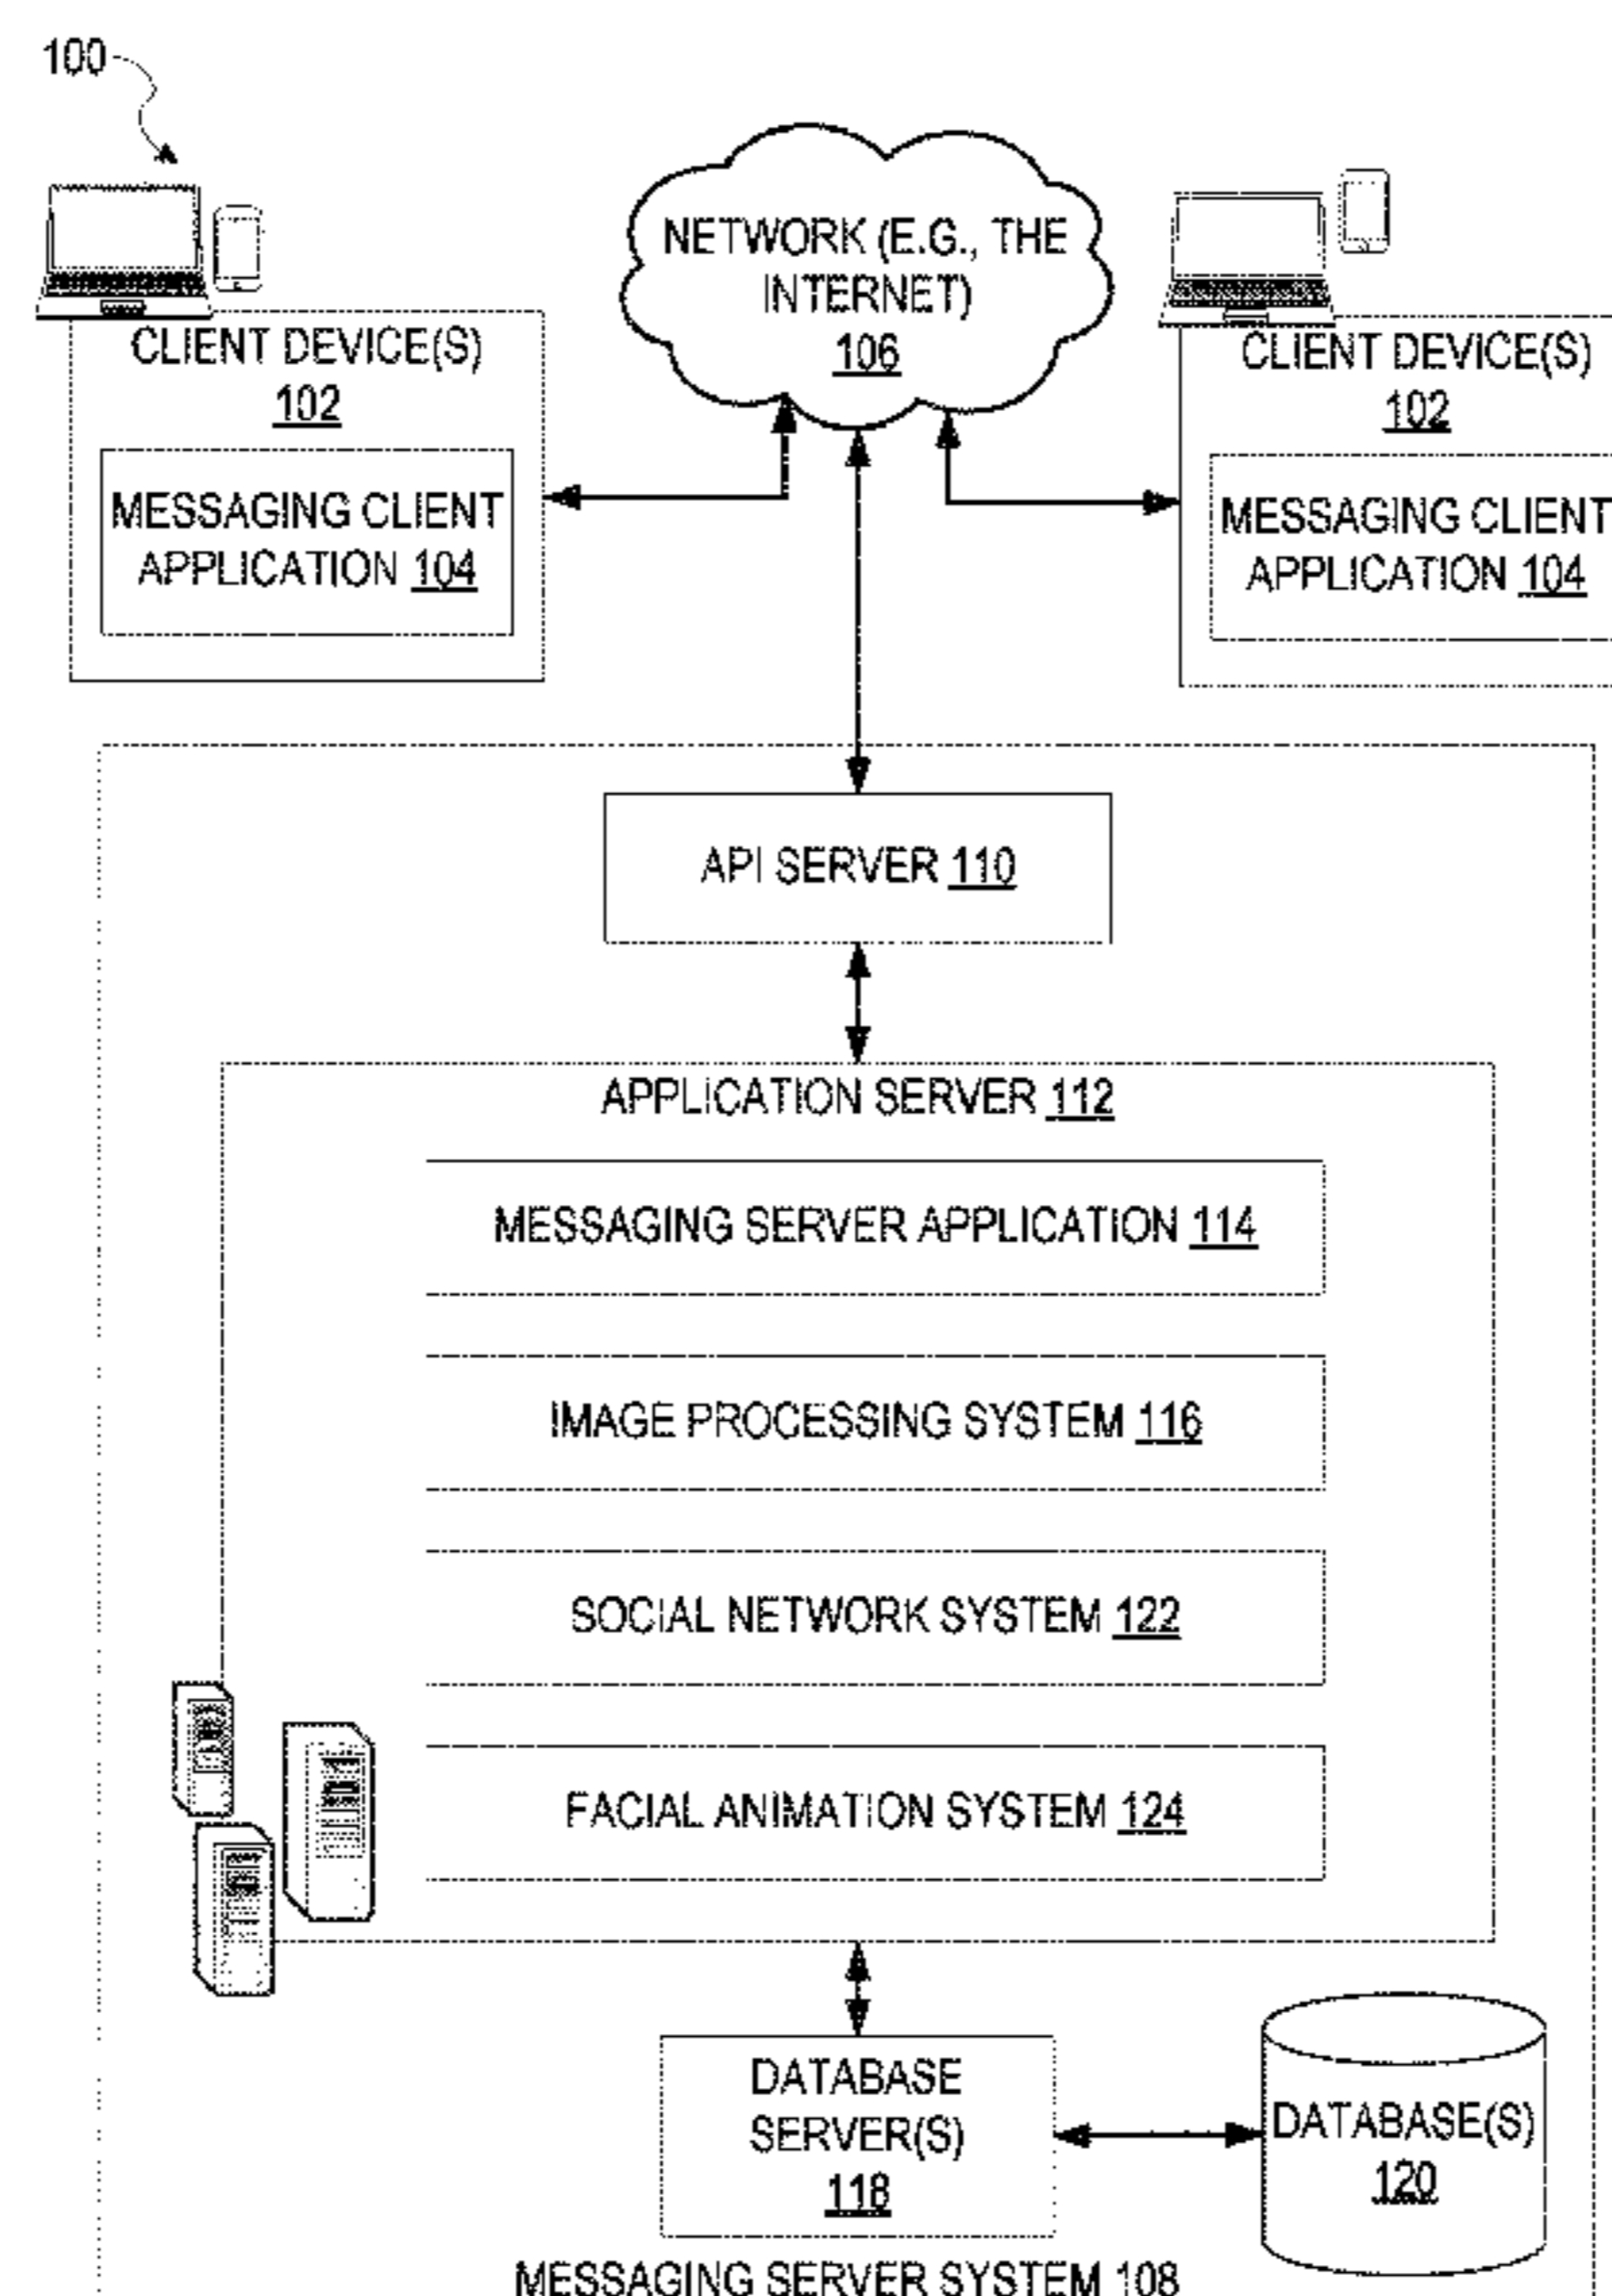 100
NETWORK (E.G., THE
INTERNET)
106
CLIENT DEVICE(S)
102
MESSAGING CLIENT
APPLICATION 104
CLIENT DEVICE(S)
102
MESSAGING CLIENT
APPLICATION 104
API SERVER 110
APPLICATION SERVER 112
MESSAGING SERVER APPLICATION 114
IMAGE PROCESSING SYSTEM 116
SOCIAL NETWORK SYSTEM 122
FACIAL ANIMATION SYSTEM 124
DATABASE
SERVER(S)
118
DATABASE(S)
120
MESSAGING SERVER SYSTEM 108